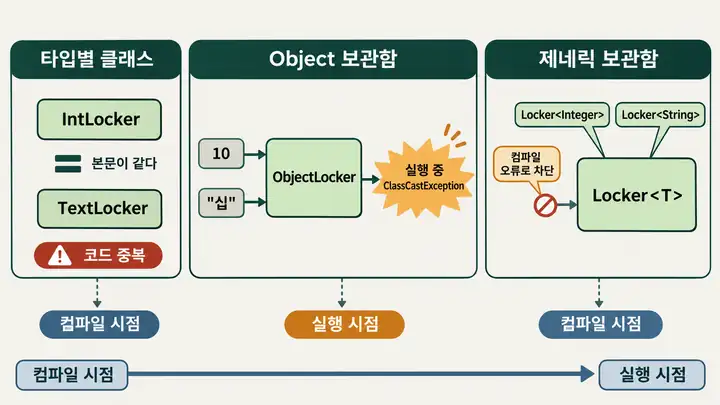 타입별 클래스
IntLocker
본문이 같다
TextLocker
코드 중복
컴파일 시점
Object 보관함
10
"십"
ObjectLocker
실행 중
ClassCastException
실행 시점
제네릭 보관함
Locker<Integer>
Locker<String>
컴파일
오류로 차단
Locker<T>
컴파일 시점
컴파일 시점
실행 시점